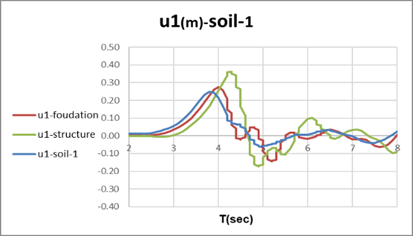 u1(m)-soil-1
0.50
0.40
0.30
0.20
0.10
0.00
-0.10
-0.20
-0.30
-0.40
2 3 4 5 6 7 8
u1-foudation
u1-structure
u1-soil-1
T(sec)